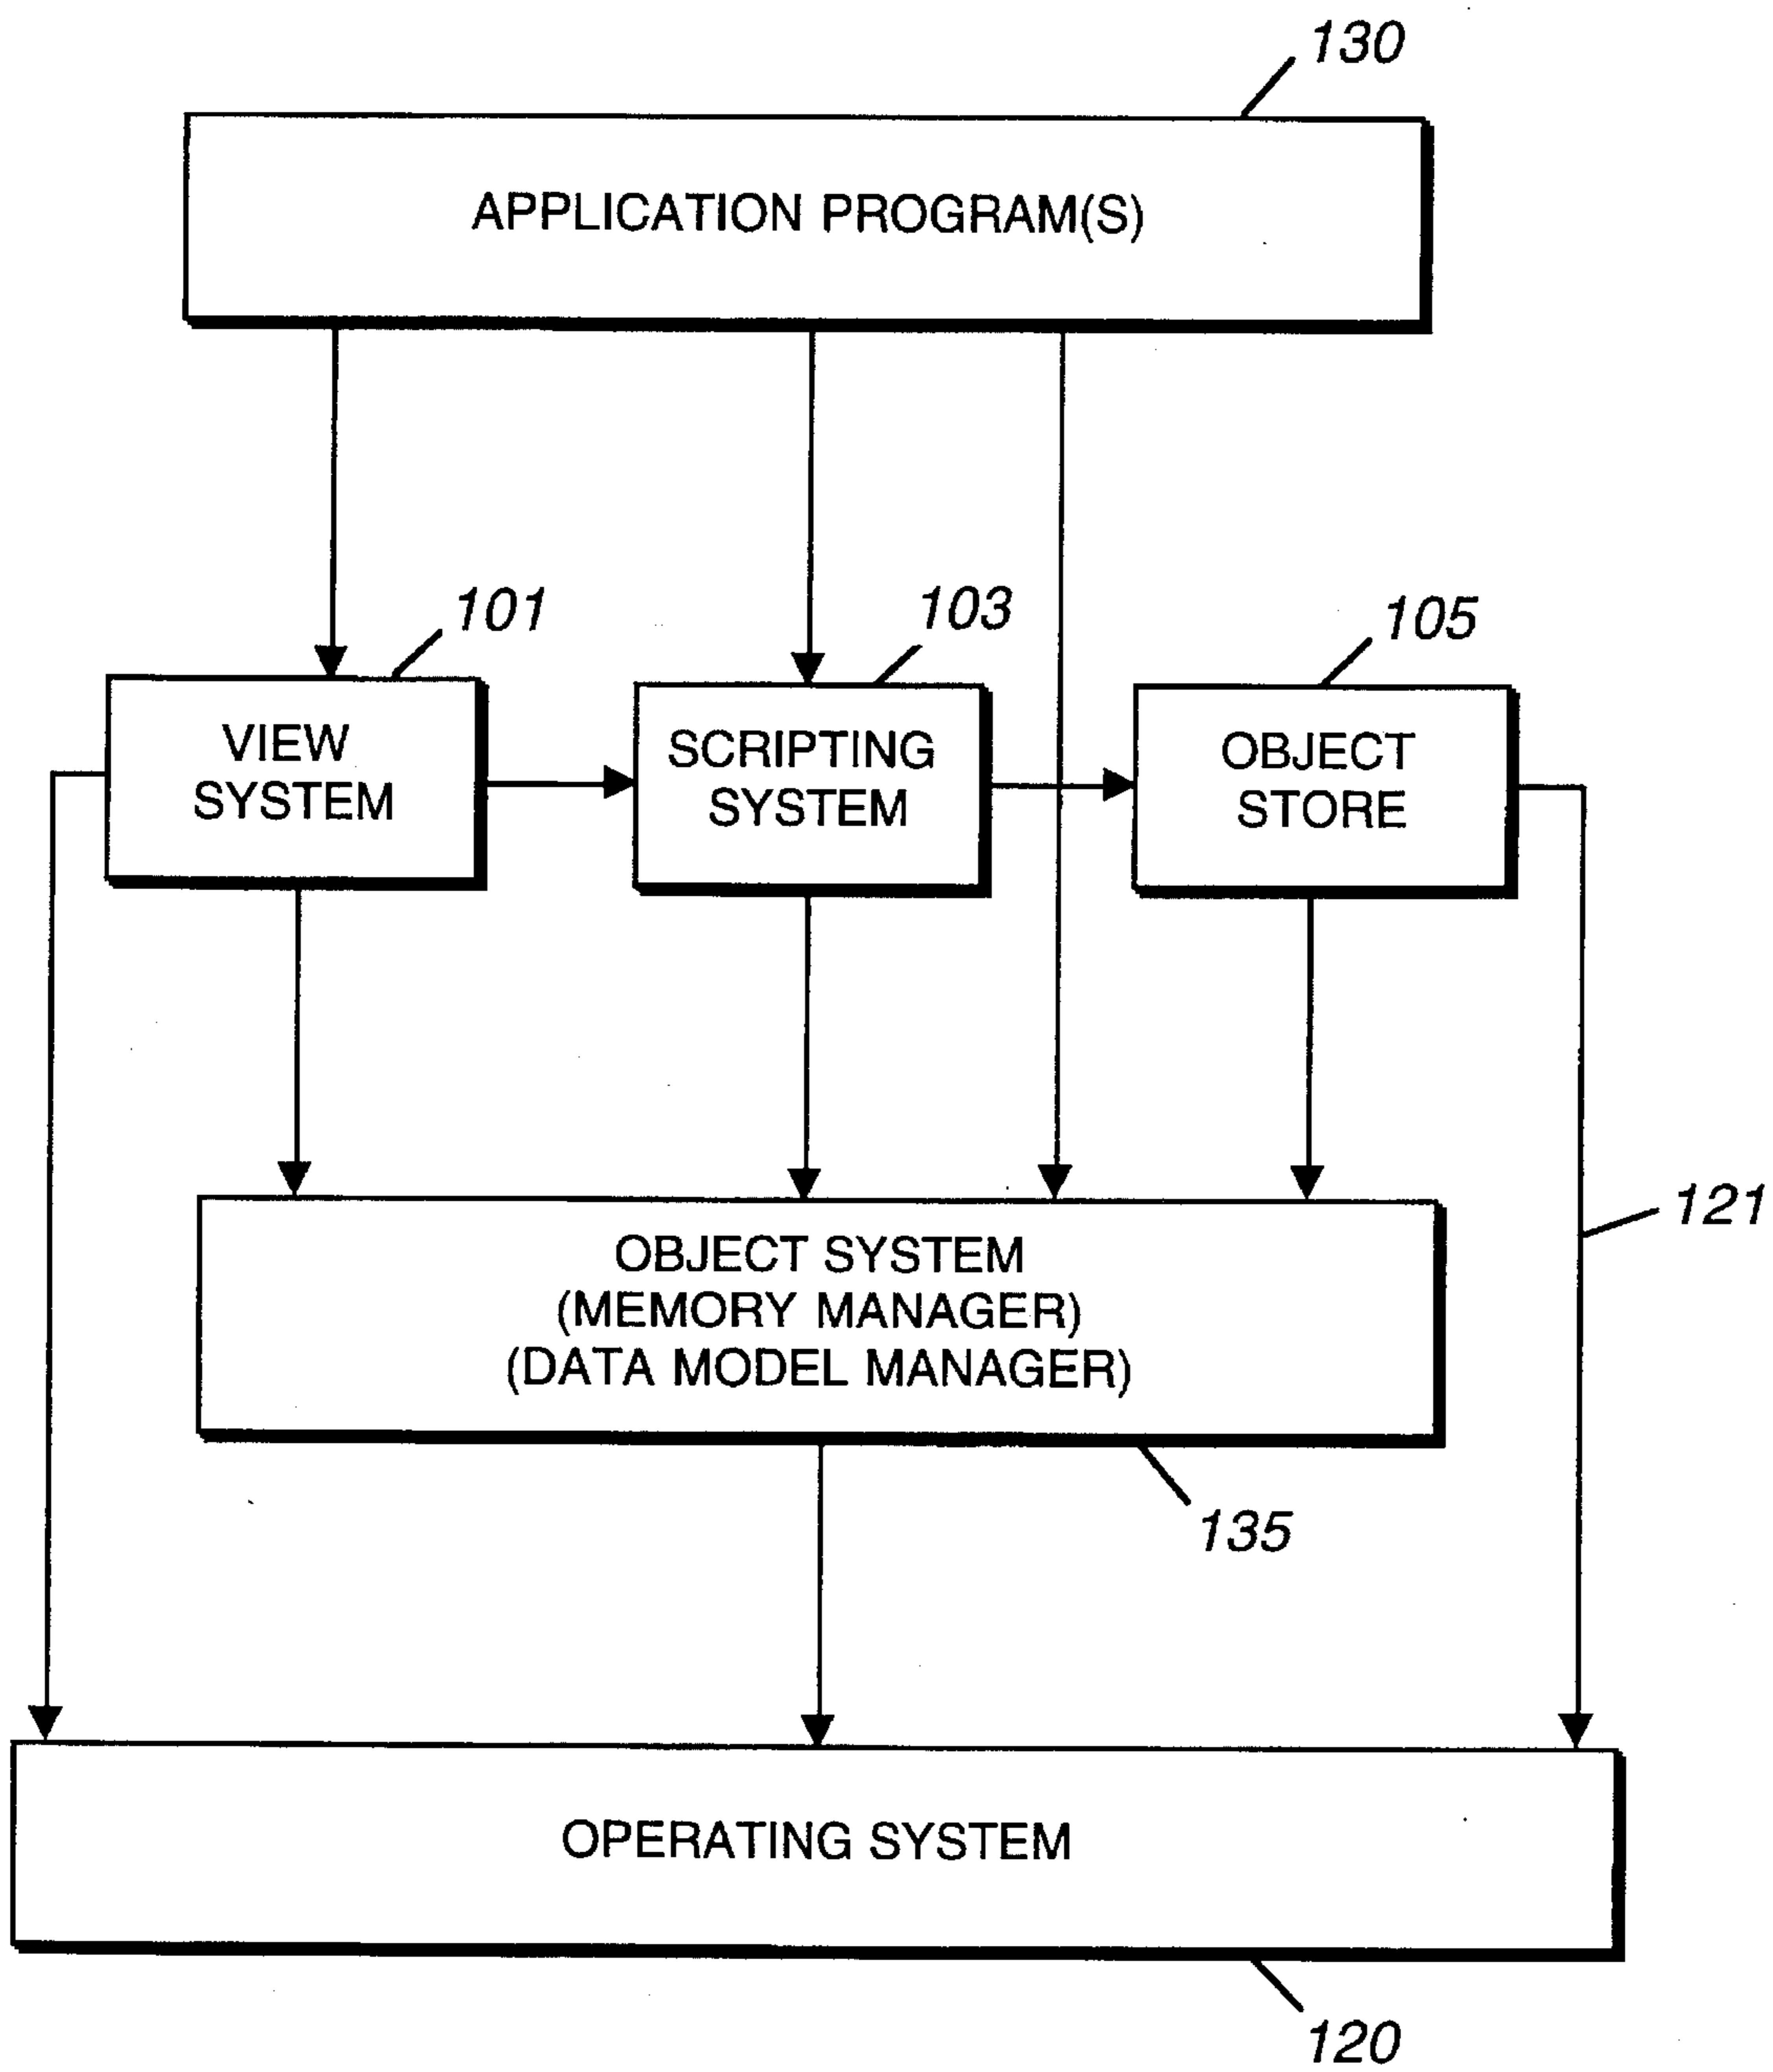 130
APPLICATION PROGRAM(S)
101
103
105
VIEW
SYSTEM
SCRIPTING
SYSTEM
OBJECT
STORE
121
OBJECT SYSTEM
(MEMORY MANAGER)
(DATA MODEL MANAGER)
135
OPERATING SYSTEM
120